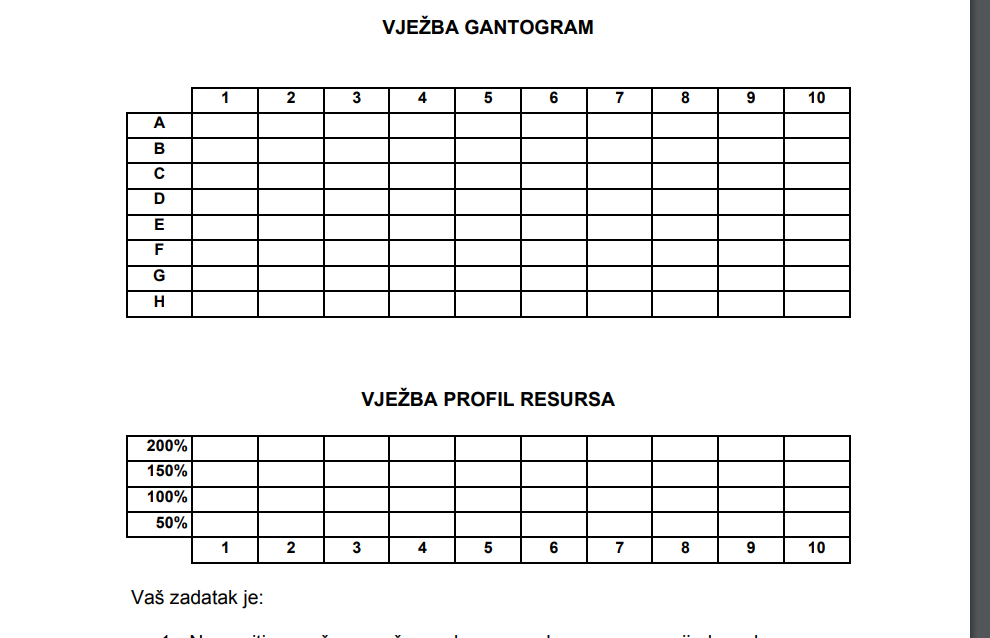 VJEŽBA GANTOGRAM
1 2 3 4 5 6 7 8 9 10
A
B
C
D
E
F
G
H
VJEŽBA PROFIL RESURSA
200%
150%
100%
50%
1 2 3 4 5 6 7 8 9 10
Vaš zadatak je: